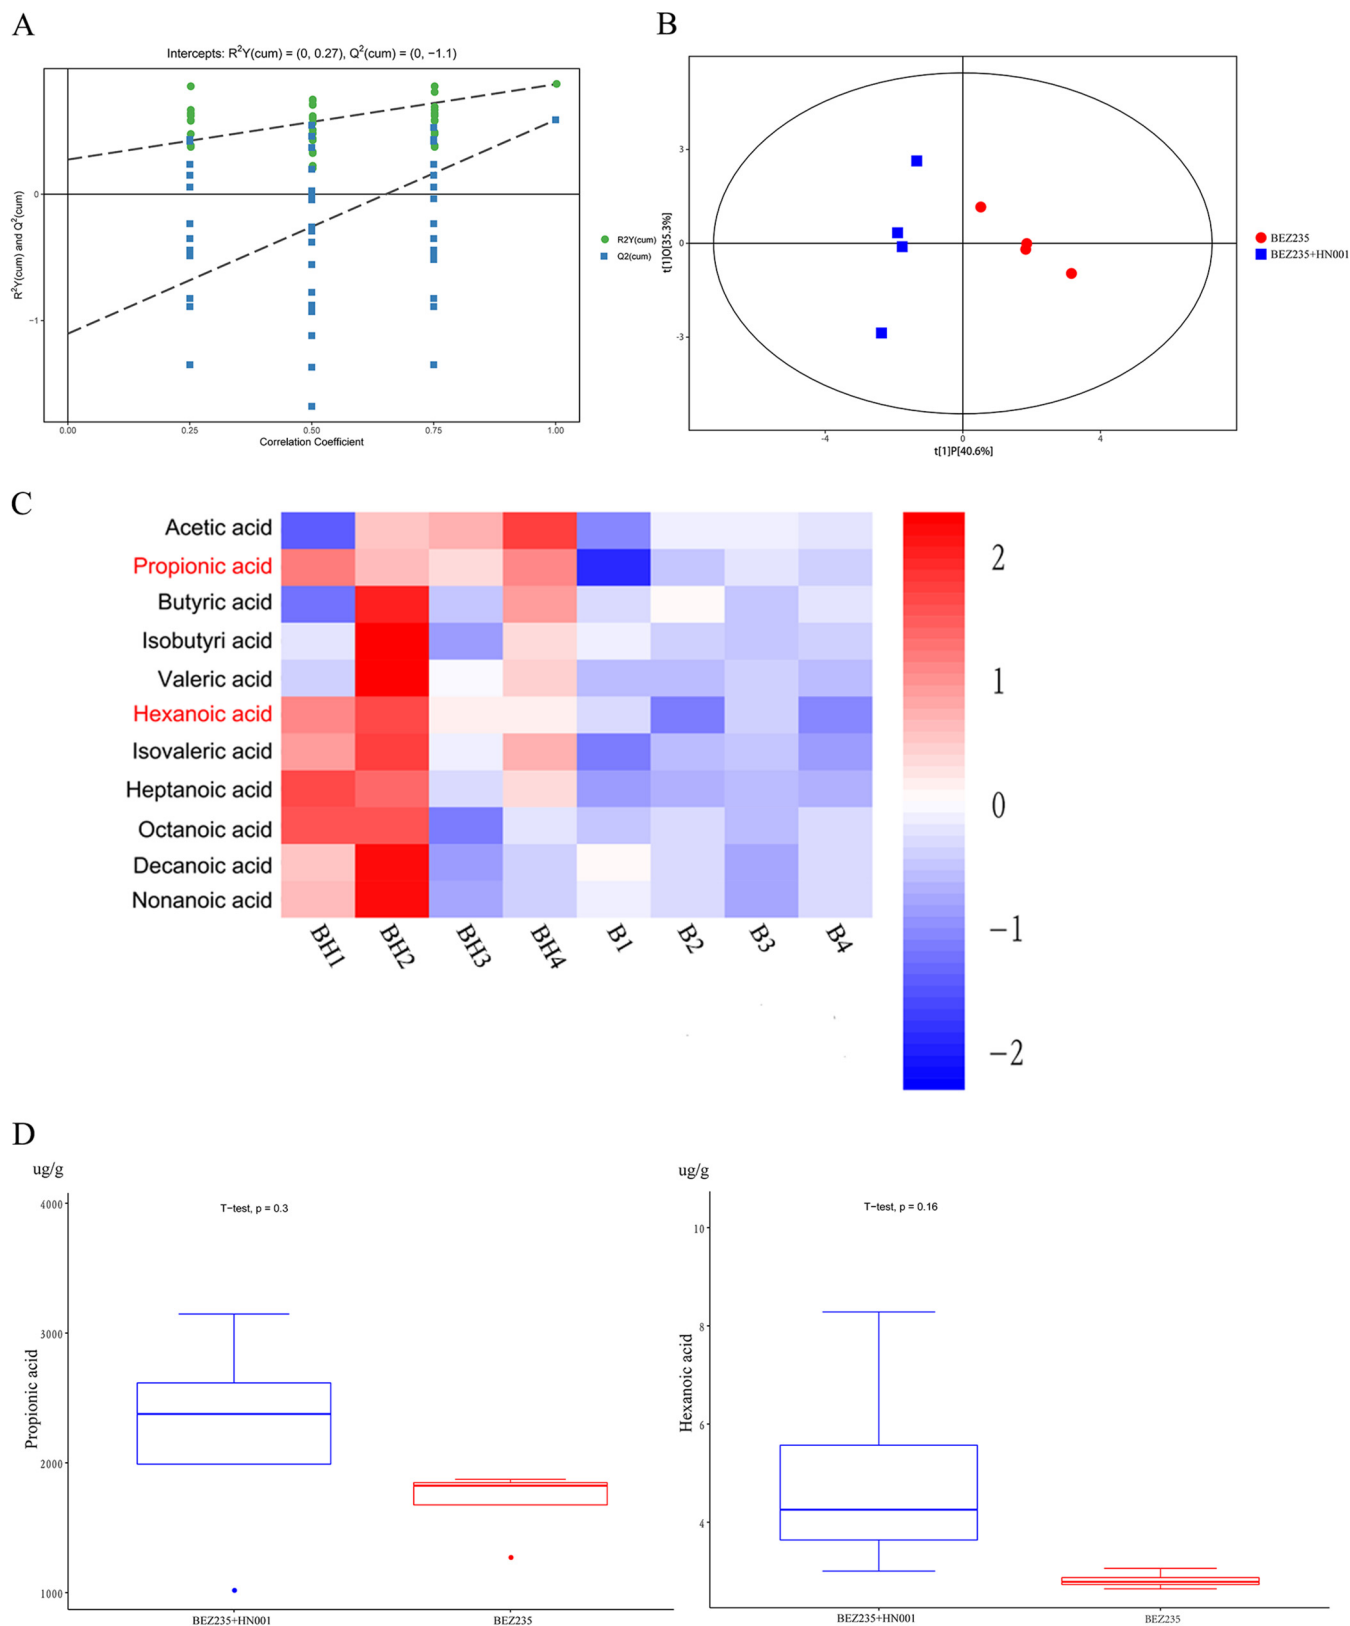 A
Intercepts: R²Y(cum) = (0, 0.27), Q²(cum) = (0, −1.1)
R²Y(cum) and Q²(cum)
0
−1
0.00 0.25 0.50 0.75 1.00
Correlation Coefficient
R2Y(cum)
Q2(cum)
B
t[1]O[35.3%]
3
0
-3
-4 0 4
t[1]P[40.6%]
BEZ235
BEZ235+HN001
C
Acetic acid
Propionic acid
Butyric acid
Isobutyri acid
Valeric acid
Hexanoic acid
Isovaleric acid
Heptanoic acid
Octanoic acid
Decanoic acid
Nonanoic acid
BH1 BH2 BH3 BH4 B1 B2 B3 B4
2
1
0
−1
−2
D
ug/g
T−test, p = 0.3
Propionic acid
4000
3000
2000
1000
BEZ235+HN001 BEZ235
ug/g
T−test, p = 0.16
Hexanoic acid
10
8
6
4
BEZ235+HN001 BEZ235